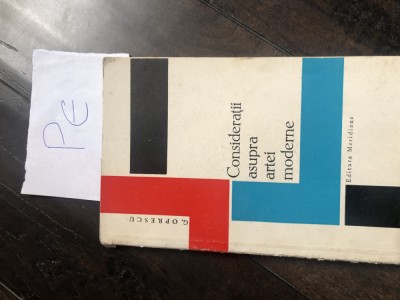 PE
G. OPRESCU
Considerații
asupra
artei
moderne
Editura Meridiane